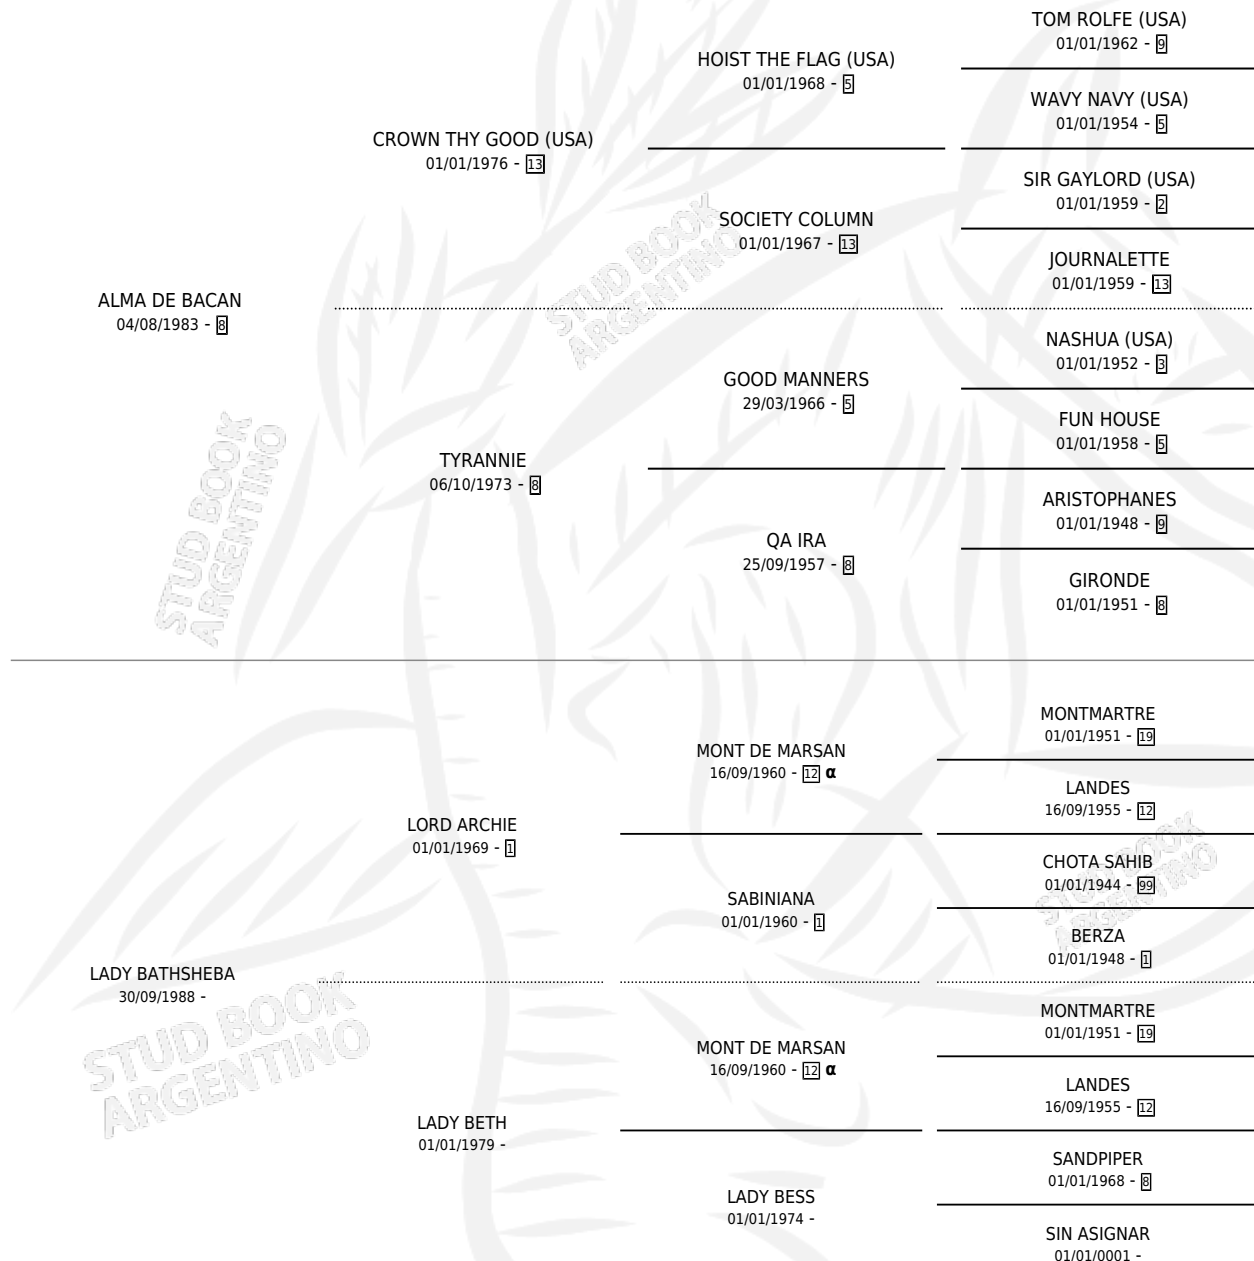 TOM ROLFE (USA)
01/01/1962 - 9
HOIST THE FLAG (USA)
01/01/1968 - 5
WAVY NAVY (USA)
01/01/1954 - 5
CROWN THY GOOD (USA)
01/01/1976 - 13
SIR GAYLORD (USA)
01/01/1959 - 2
SOCIETY COLUMN
01/01/1967 - 13
JOURNALETTE
01/01/1959 - 13
ALMA DE BACAN
04/08/1983 - 8
NASHUA (USA)
01/01/1952 - 3
GOOD MANNERS
29/03/1966 - 5
FUN HOUSE
01/01/1958 - 5
TYRANNIE
06/10/1973 - 8
ARISTOPHANES
01/01/1948 - 9
QA IRA
25/09/1957 - 8
GIRONDE
01/01/1951 - 8
MONTMARTRE
01/01/1951 - 19
MONT DE MARSAN
16/09/1960 - 12 α
LANDES
16/09/1955 - 12
LORD ARCHIE
01/01/1969 - 1
CHOTA SAHIB
01/01/1944 - 99
SABINIANA
01/01/1960 - 1
BERZA
01/01/1948 - 1
LADY BATHSHEBA
30/09/1988 -
MONTMARTRE
01/01/1951 - 19
MONT DE MARSAN
16/09/1960 - 12 α
LANDES
16/09/1955 - 12
LADY BETH
01/01/1979 -
SANDPIPER
01/01/1968 - 8
LADY BESS
01/01/1974 -
SIN ASIGNAR
01/01/0001 -
STUD BOOK
ARGENTINO
STUD BOOK
ARGENTINO
STUD BOOK
ARGENTINO
STUD BOOK
ARGENTINO